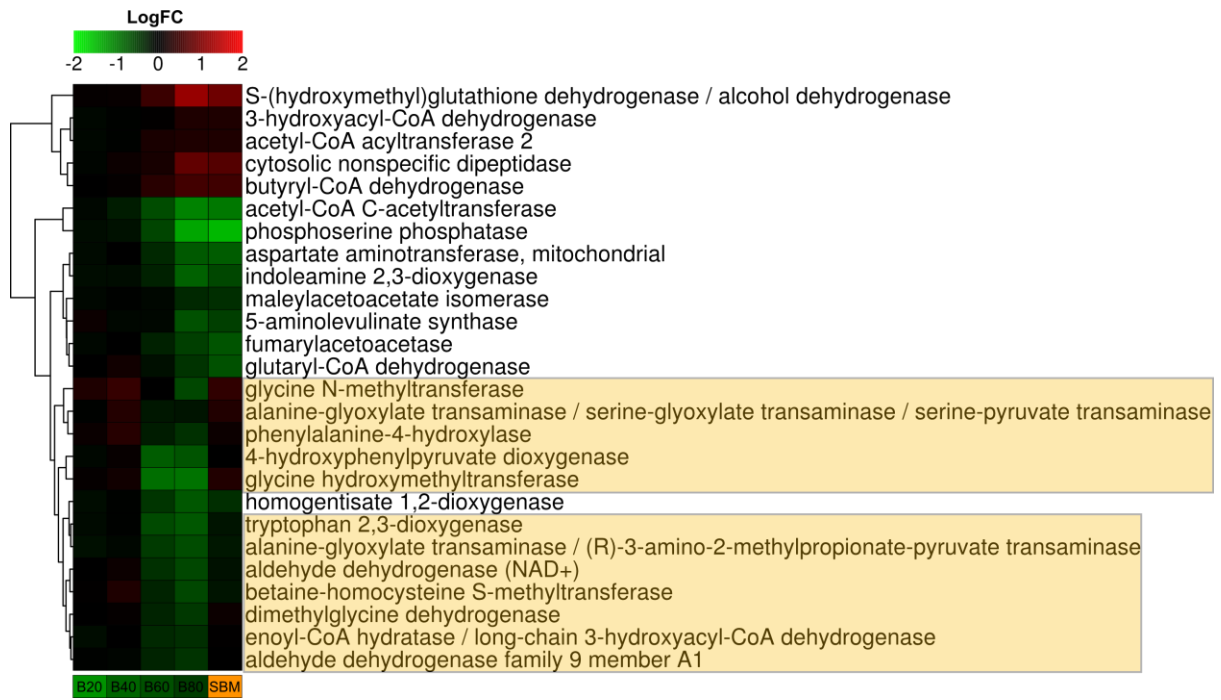 LogFC
-2 -1 0 1 2
S-(hydroxymethyl)glutathione dehydrogenase / alcohol dehydrogenase
3-hydroxyacyl-CoA dehydrogenase
acetyl-CoA acyltransferase 2
cytosolic nonspecific dipeptidase
butyryl-CoA dehydrogenase
acetyl-CoA C-acetyltransferase
phosphoserine phosphatase
aspartate aminotransferase, mitochondrial
indoleamine 2,3-dioxygenase
maleylacetoacetate isomerase
5-aminolevulinate synthase
fumarylacetoacetase
glutaryl-CoA dehydrogenase
glycine N-methyltransferase
alanine-glyoxylate transaminase / serine-glyoxylate transaminase / serine-pyruvate transaminase
phenylalanine-4-hydroxylase
4-hydroxyphenylpyruvate dioxygenase
glycine hydroxymethyltransferase
homogentisate 1,2-dioxygenase
tryptophan 2,3-dioxygenase
alanine-glyoxylate transaminase / (R)-3-amino-2-methylpropionate-pyruvate transaminase
aldehyde dehydrogenase (NAD+)
betaine-homocysteine S-methyltransferase
dimethylglycine dehydrogenase
enoyl-CoA hydratase / long-chain 3-hydroxyacyl-CoA dehydrogenase
aldehyde dehydrogenase family 9 member A1
B20 B40 B60 B80 SBM